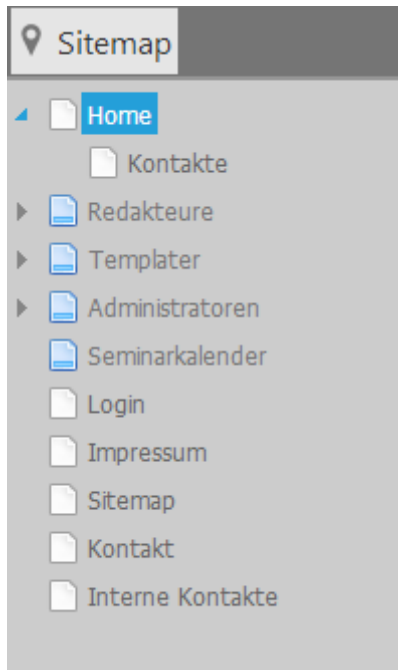 Sitemap
Home
Kontakte
Redakteure
Templater
Administratoren
Seminarkalender
Login
Impressum
Sitemap
Kontakt
Interne Kontakte